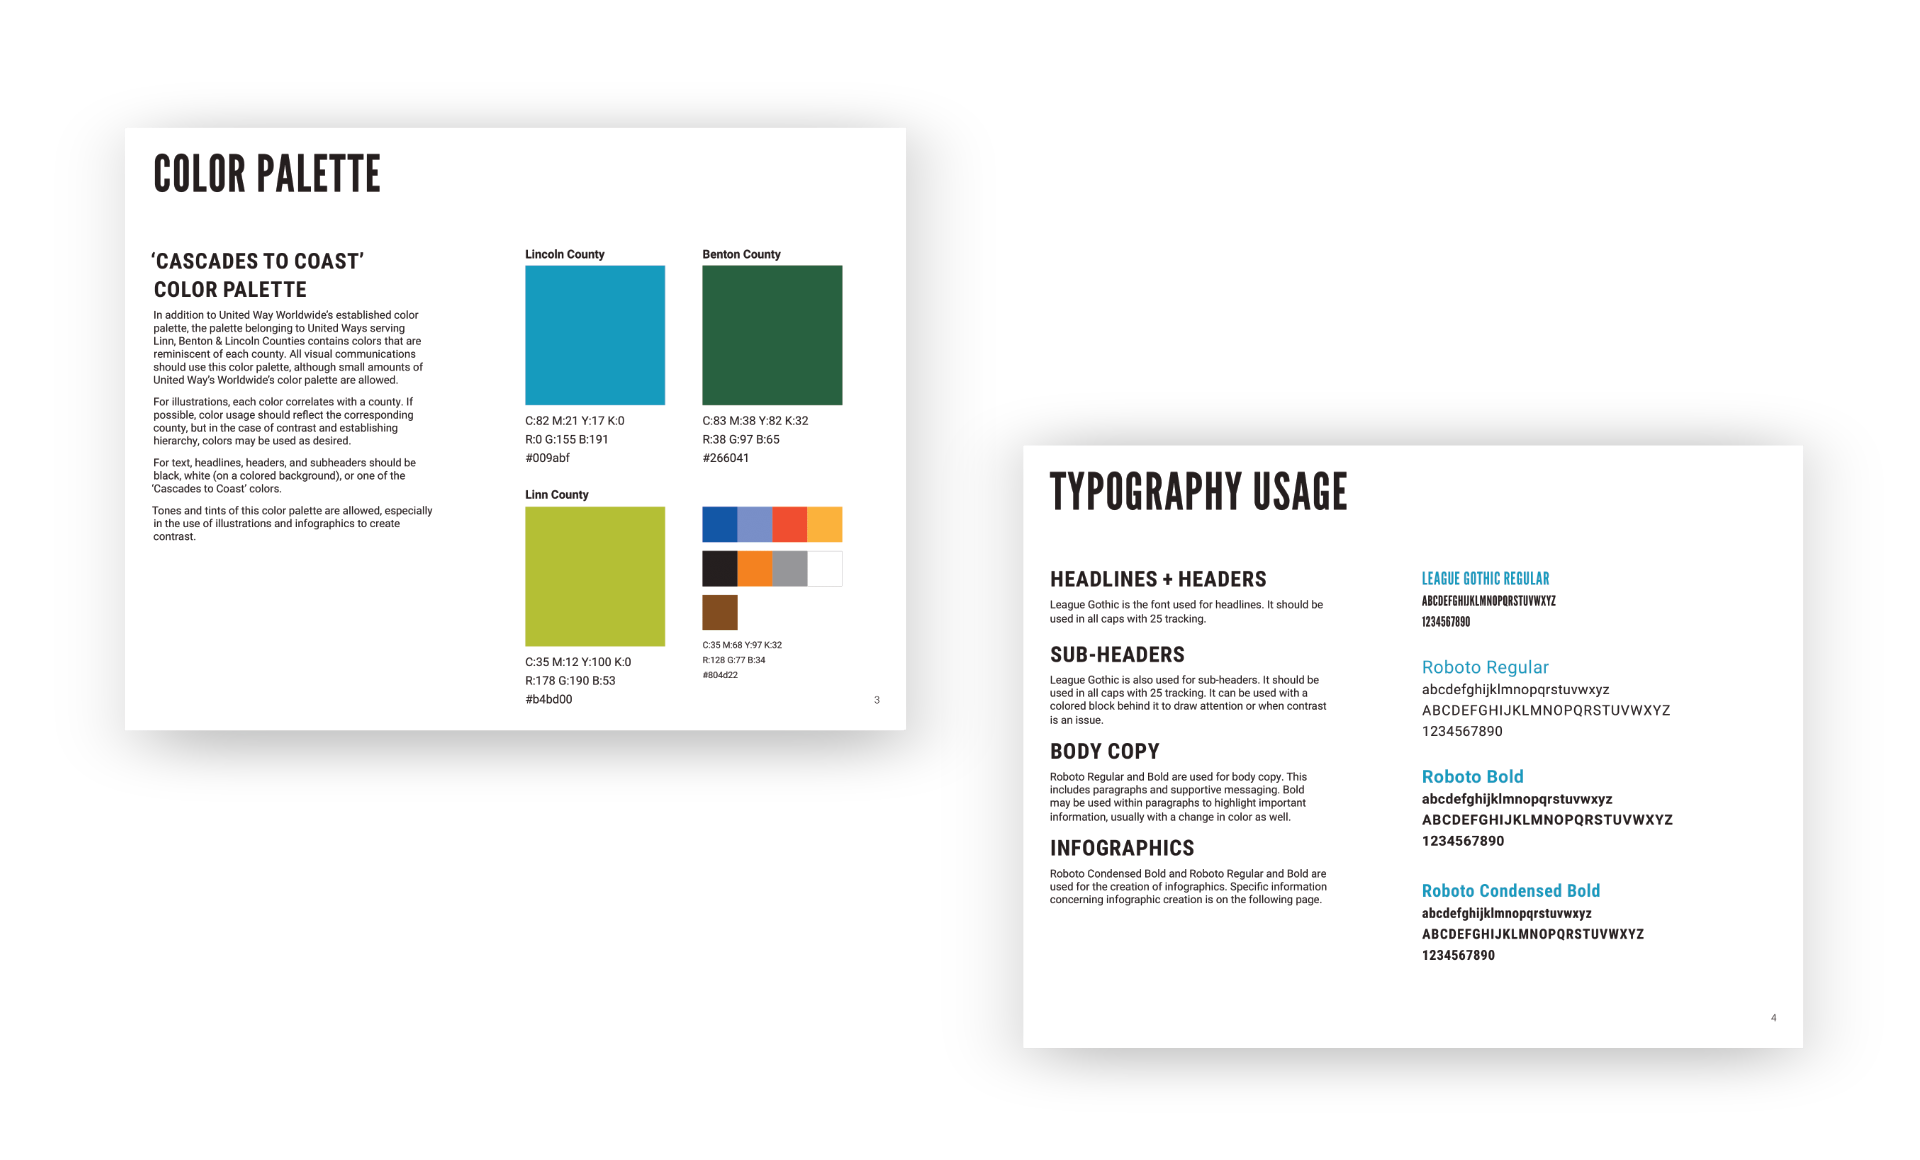 COLOR PALETTE
‘CASCADES TO COAST’
COLOR PALETTE
In addition to United Way Worldwide's established color
palette, the palette belonging to United Ways serving
Linn, Benton & Lincoln Counties contains colors that are
reminiscent of each county. All visual communications
should use this color palette, although small amounts of
United Way's Worldwide's color palette are allowed.
For illustrations, each color correlates with a county. If
possible, color usage should reflect the corresponding
county, but in the case of contrast and establishing
hierarchy, colors may be used as desired.
For text, headlines, headers, and subheaders should be
black, white (on a colored background), or one of the
‘Cascades to Coast’ colors.
Tones and tints of this color palette are allowed, especially
in the use of illustrations and infographics to create
contrast.
Lincoln County
C:82 M:21 Y:17 K:0
R:0 G:155 B:191
#009abf
Benton County
C:83 M:38 Y:82 K:32
R:38 G:97 B:65
#266041
Linn County
C:35 M:12 Y:100 K:0
R:178 G:190 B:53
#b4bd00
C:35 M:68 Y:97 K:32
R:128 G:77 B:34
#804d22
3
TYPOGRAPHY USAGE
HEADLINES + HEADERS
League Gothic is the font used for headlines. It should be
used in all caps with 25 tracking.
SUB-HEADERS
League Gothic is also used for sub-headers. It should be
used in all caps with 25 tracking. It can be used with a
colored block behind it to draw attention or when contrast
is an issue.
BODY COPY
Roboto Regular and Bold are used for body copy. This
includes paragraphs and supportive messaging. Bold
may be used within paragraphs to highlight important
information, usually with a change in color as well.
INFOGRAPHICS
Roboto Condensed Bold and Roboto Regular and Bold are
used for the creation of infographics. Specific information
concerning infographic creation is on the following page.
LEAGUE GOTHIC REGULAR
ABCDEFGHIJKLMNOPQRSTUVWXYZ
1234567890
Roboto Regular
abcdefghijklmnopqrstuvwxyz
ABCDEFGHIJKLMNOPQRSTUVWXYZ
1234567890
Roboto Bold
abcdefghijklmnopqrstuvwxyz
ABCDEFGHIJKLMNOPQRSTUVWXYZ
1234567890
Roboto Condensed Bold
abcdefghijklmnopqrstuvwxyz
ABCDEFGHIJKLMNOPQRSTUVWXYZ
1234567890
4